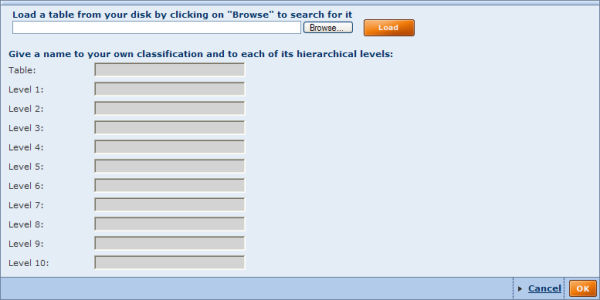 Load a table from your disk by clicking on "Browse" to search for it
Browse... Load
Give a name to your own classification and to each of its hierarchical levels:
Table:
Level 1:
Level 2:
Level 3:
Level 4:
Level 5:
Level 6:
Level 7:
Level 8:
Level 9:
Level 10:
Cancel OK